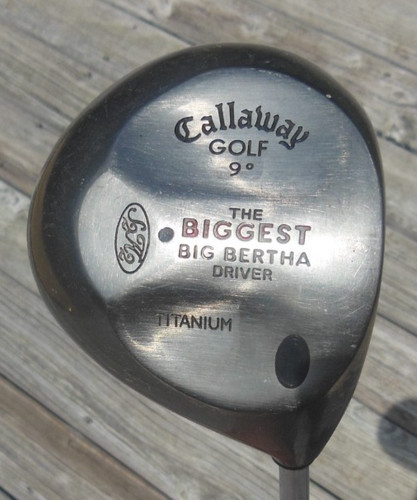 Callaway
GOLF
9°
THE
BIGGEST
BIG BERTHA
DRIVER
TITANIUM